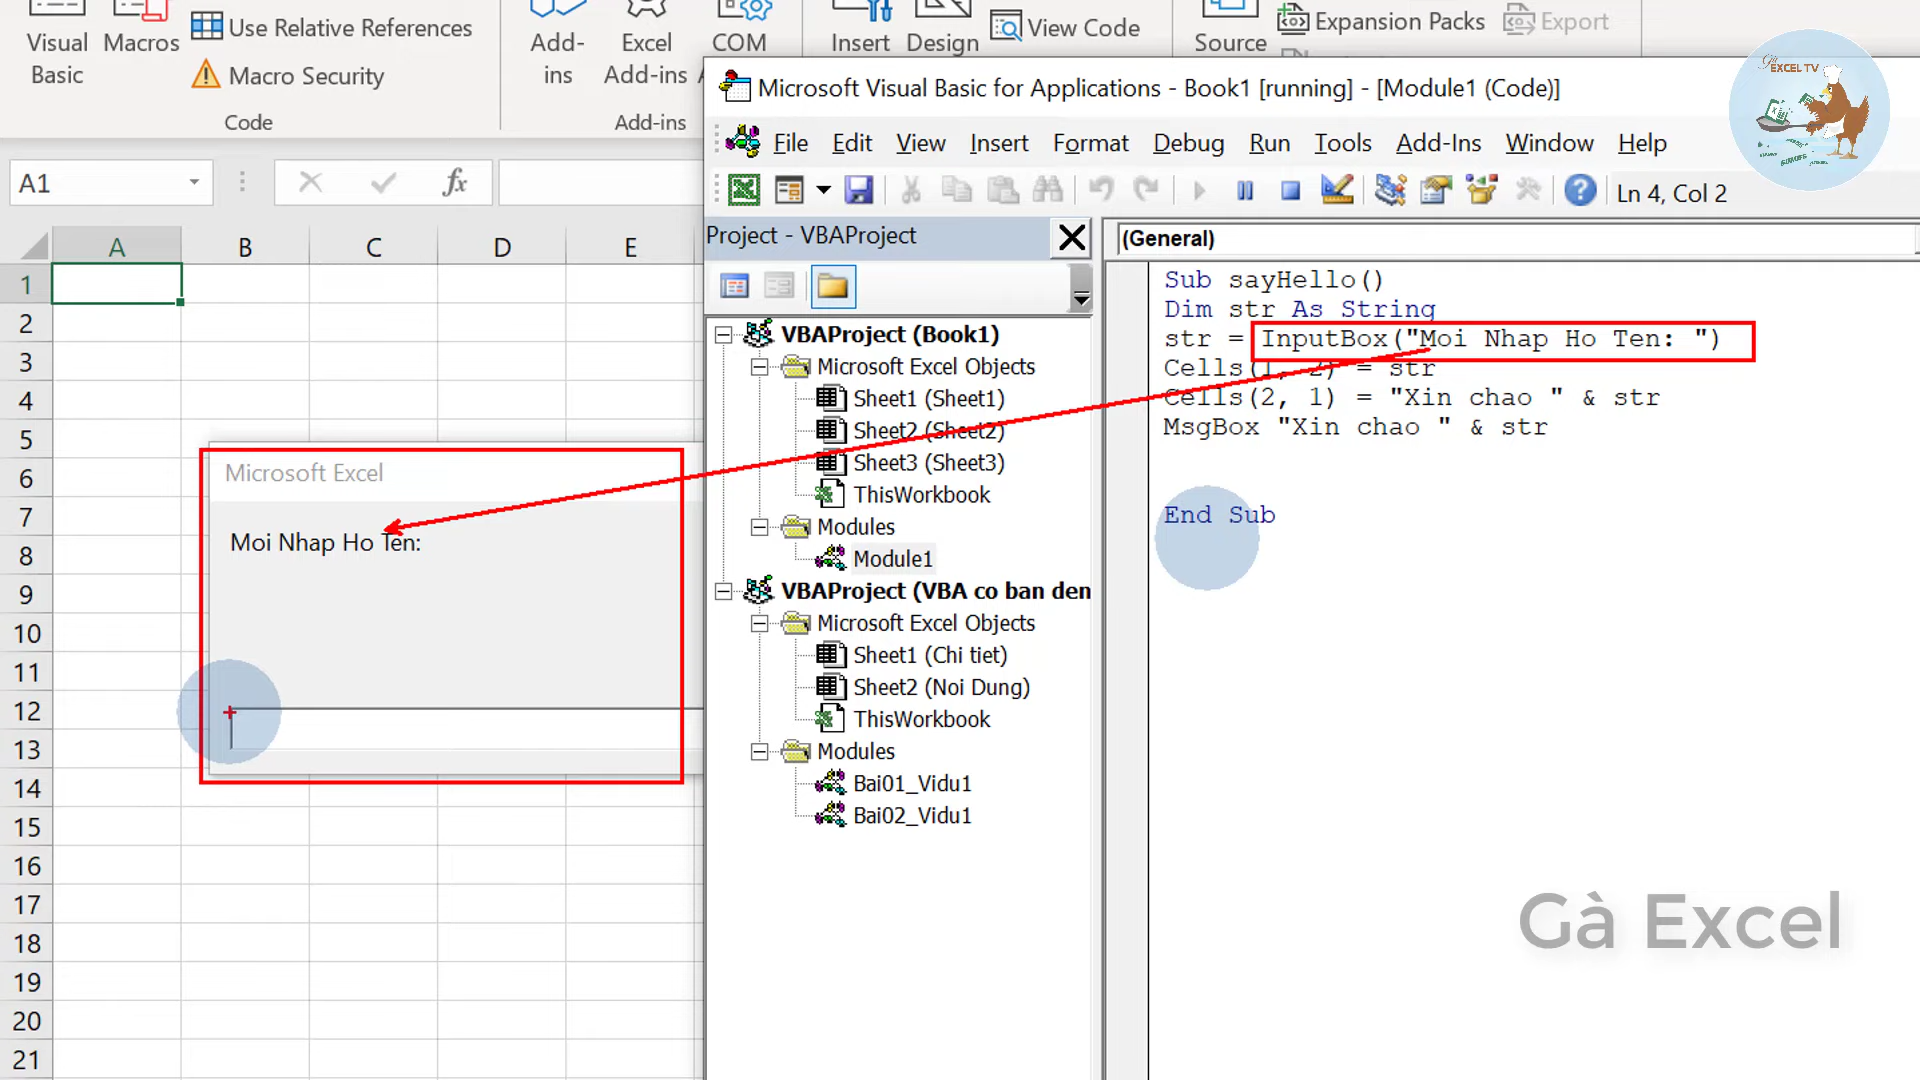 Visual Basic
Macros
Use Relative References
Macro Security
Code
Add-ins
Excel Add-ins
COM
Add-ins
Insert
Design
View Code
Source
Expansion Packs
Export
EXCEL TV
Microsoft Visual Basic for Applications - Book1 [running] - [Module1 (Code)]
File Edit View Insert Format Debug Run Tools Add-Ins Window Help
Ln 4, Col 2
A1
fx
A B C D E
1
2
3
4
5
6
7
8
9
10
11
12
13
14
15
16
17
18
19
20
21
Microsoft Excel
Moi Nhap Ho Ten:
Project - VBAProject
VBAProject (Book1)
Microsoft Excel Objects
Sheet1 (Sheet1)
Sheet2 (Sheet2)
Sheet3 (Sheet3)
ThisWorkbook
Modules
Module1
VBAProject (VBA co ban den
Microsoft Excel Objects
Sheet1 (Chi tiet)
Sheet2 (Noi Dung)
ThisWorkbook
Modules
Bai01_Vidu1
Bai02_Vidu1
(General)
Sub sayHello()
Dim str As String
str = InputBox("Moi Nhap Ho Ten: ")
Cells(1, 2) = str
Cells(2, 1) = "Xin chao " & str
MsgBox "Xin chao " & str
End Sub
Gà Excel